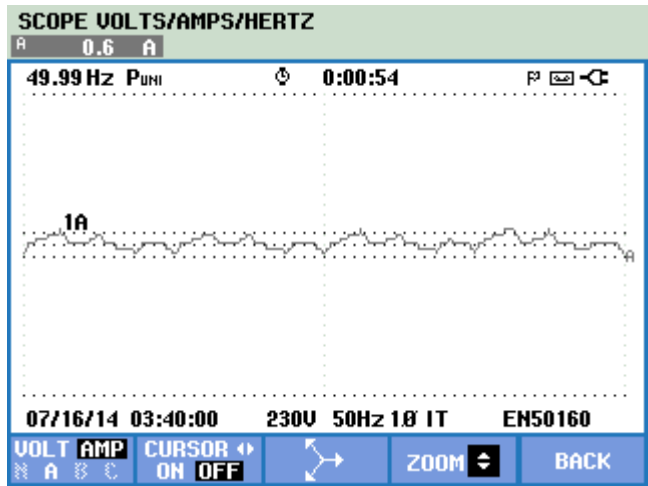 SCOPE VOLTS/AMPS/HERTZ
A 0.6 A
49.99 Hz PUNI 0:00:54
1A
A
07/16/14 03:40:00 230V 50Hz 1Ø IT EN50160
VOLT AMP CURSOR ZOOM BACK
N A B C ON OFF